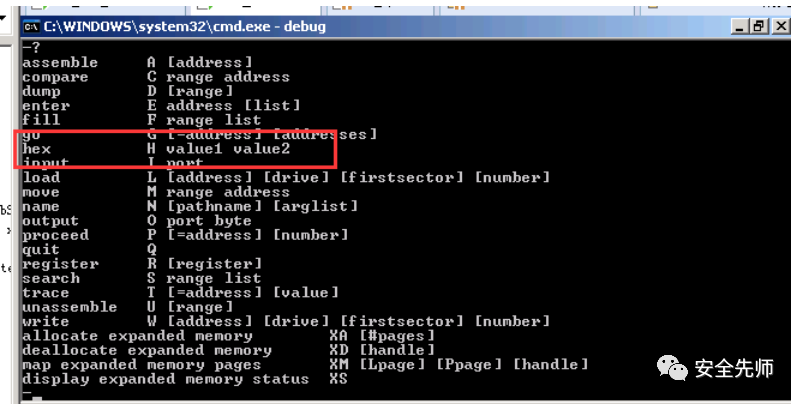 C:\WINDOWS\system32\cmd.exe - debug
-?
assemble A [address]
compare C range address
dump D [range]
enter E address [list]
fill F range list
go G [=address] [addresses]
hex H value1 value2
input I port
load L [address] [drive] [firstsector] [number]
move M range address
name N [pathname] [arglist]
output O port byte
proceed P [=address] [number]
quit Q
register R [register]
search S range list
trace T [=address] [value]
unassemble U [range]
write W [address] [drive] [firstsector] [number]
allocate expanded memory XA [#pages]
deallocate expanded memory XD [handle]
map expanded memory pages XM [Lpage] [Ppage] [handle]
display expanded memory status XS
-
安全先师